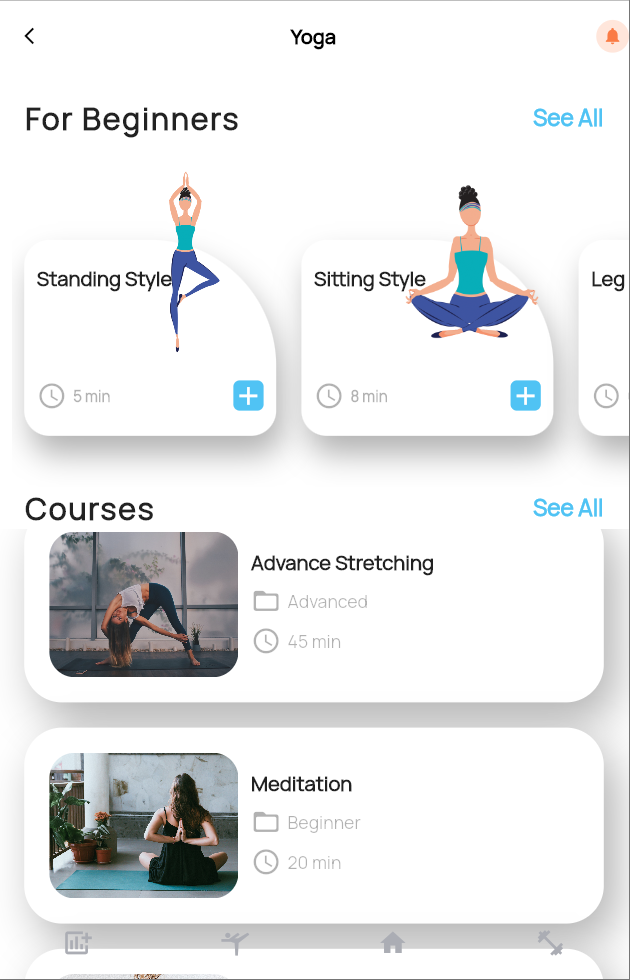 Yoga
For Beginners
See All
Standing Style
Sitting Style
Leg
5 min
8 min
Courses
See All
Advance Stretching
Advanced
45 min
Meditation
Beginner
20 min